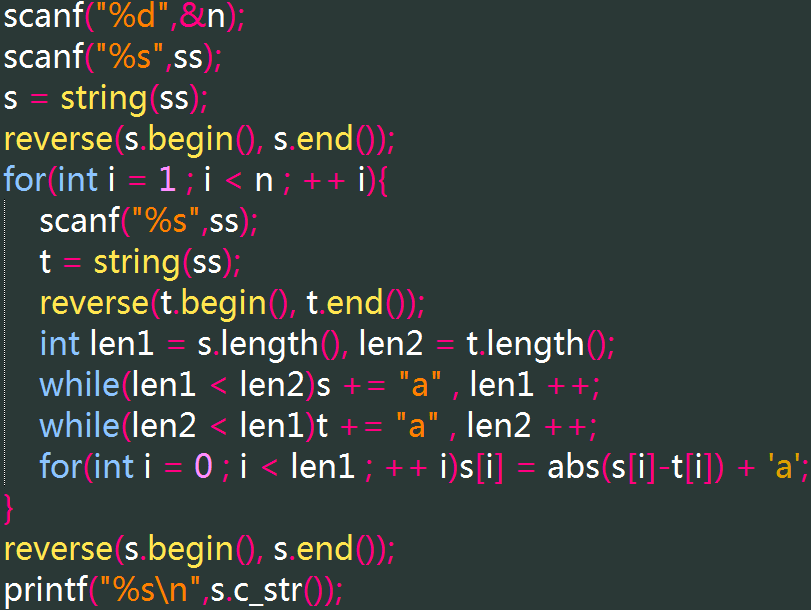 scanf("%d",&n);
scanf("%s",ss);
s = string(ss);
reverse(s.begin(), s.end());
for(int i = 1 ; i < n ; ++ i){
scanf("%s",ss);
t = string(ss);
reverse(t.begin(), t.end());
int len1 = s.length(), len2 = t.length();
while(len1 < len2)s += "a" , len1 ++;
while(len2 < len1)t += "a" , len2 ++;
for(int i = 0 ; i < len1 ; ++ i)s[i] = abs(s[i]-t[i]) + 'a';
}
reverse(s.begin(), s.end());
printf("%s\n",s.c_str());